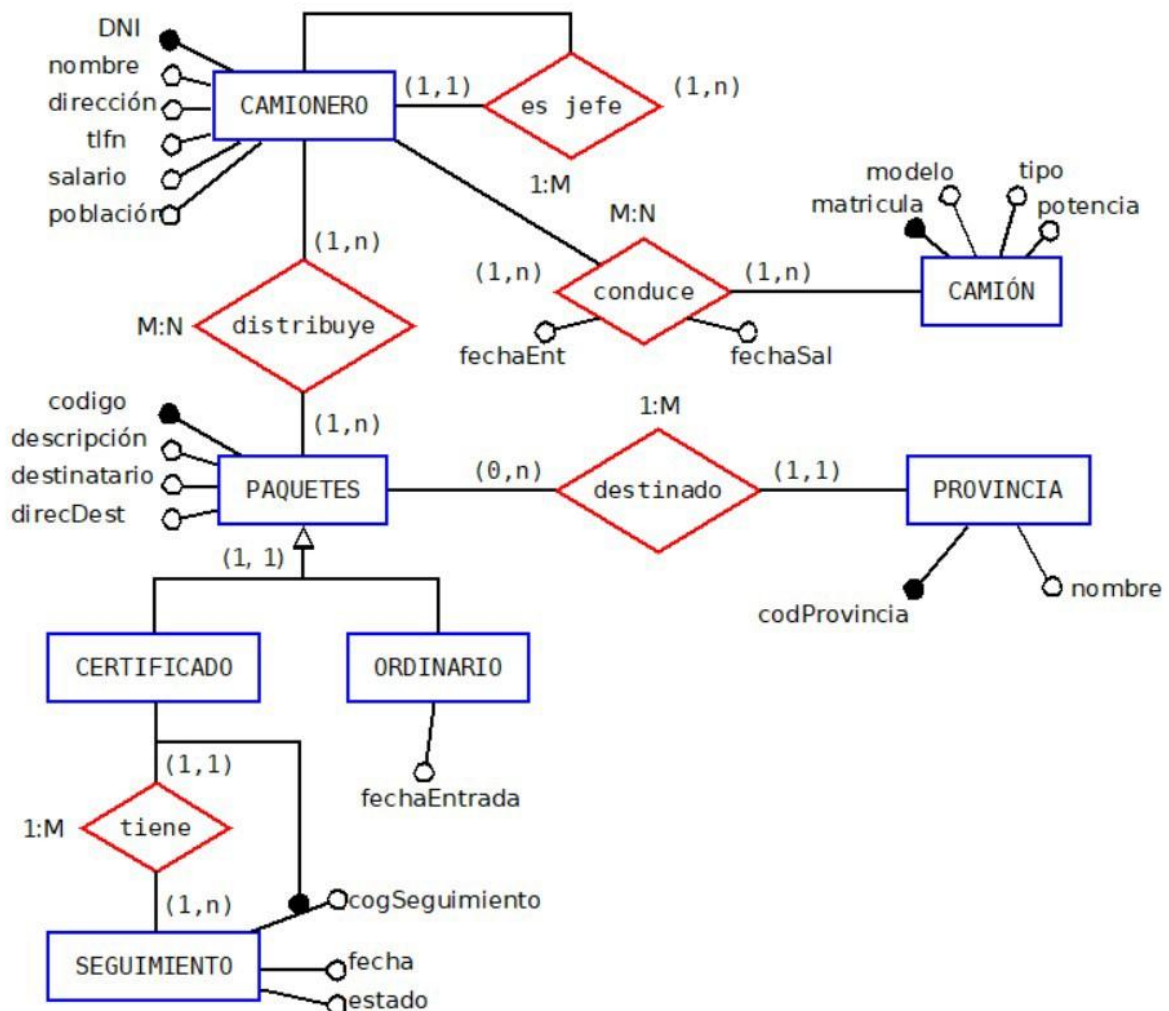 DNI
nombre
dirección
tlfn
salario
población
CAMIONERO
(1,1)
es jefe
(1,n)
1:M
(1,n)
M:N
distribuye
(1,n)
M:N
(1,n)
conduce
(1,n)
fechaEnt
fechaSal
modelo
matricula
tipo
potencia
CAMIÓN
codigo
descripción
destinatario
direcDest
PAQUETES
(0,n)
1:M
destinado
(1,1)
PROVINCIA
codProvincia
nombre
(1, 1)
CERTIFICADO
ORDINARIO
fechaEntrada
(1,1)
1:M
tiene
(1,n)
cogSeguimiento
SEGUIMIENTO
fecha
estado